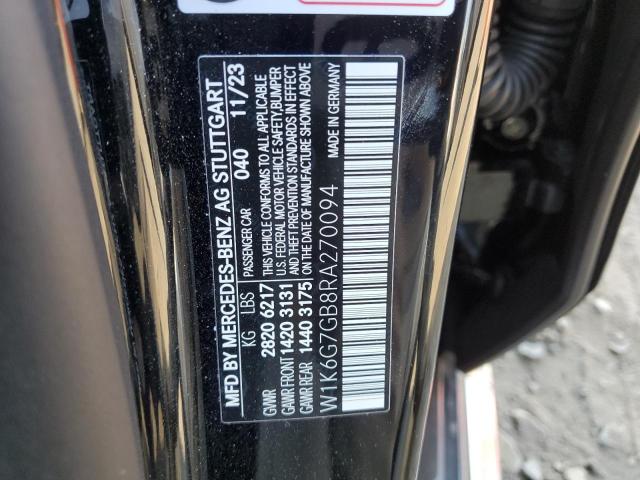 MFD BY MERCEDES-BENZ AG STUTTGART
PASSENGER CAR 040 11/23
KG LBS
GVWR 2820 6217
GAWR FRONT 1420 3131
GAWR REAR 1440 3175
THIS VEHICLE CONFORMS TO ALL APPLICABLE
U.S. FEDERAL MOTOR VEHICLE SAFETY, BUMPER
AND THEFT PREVENTION STANDARDS IN EFFECT
ON THE DATE OF MANUFACTURE SHOWN ABOVE
W1K6G7GB8RA270094 MADE IN GERMANY